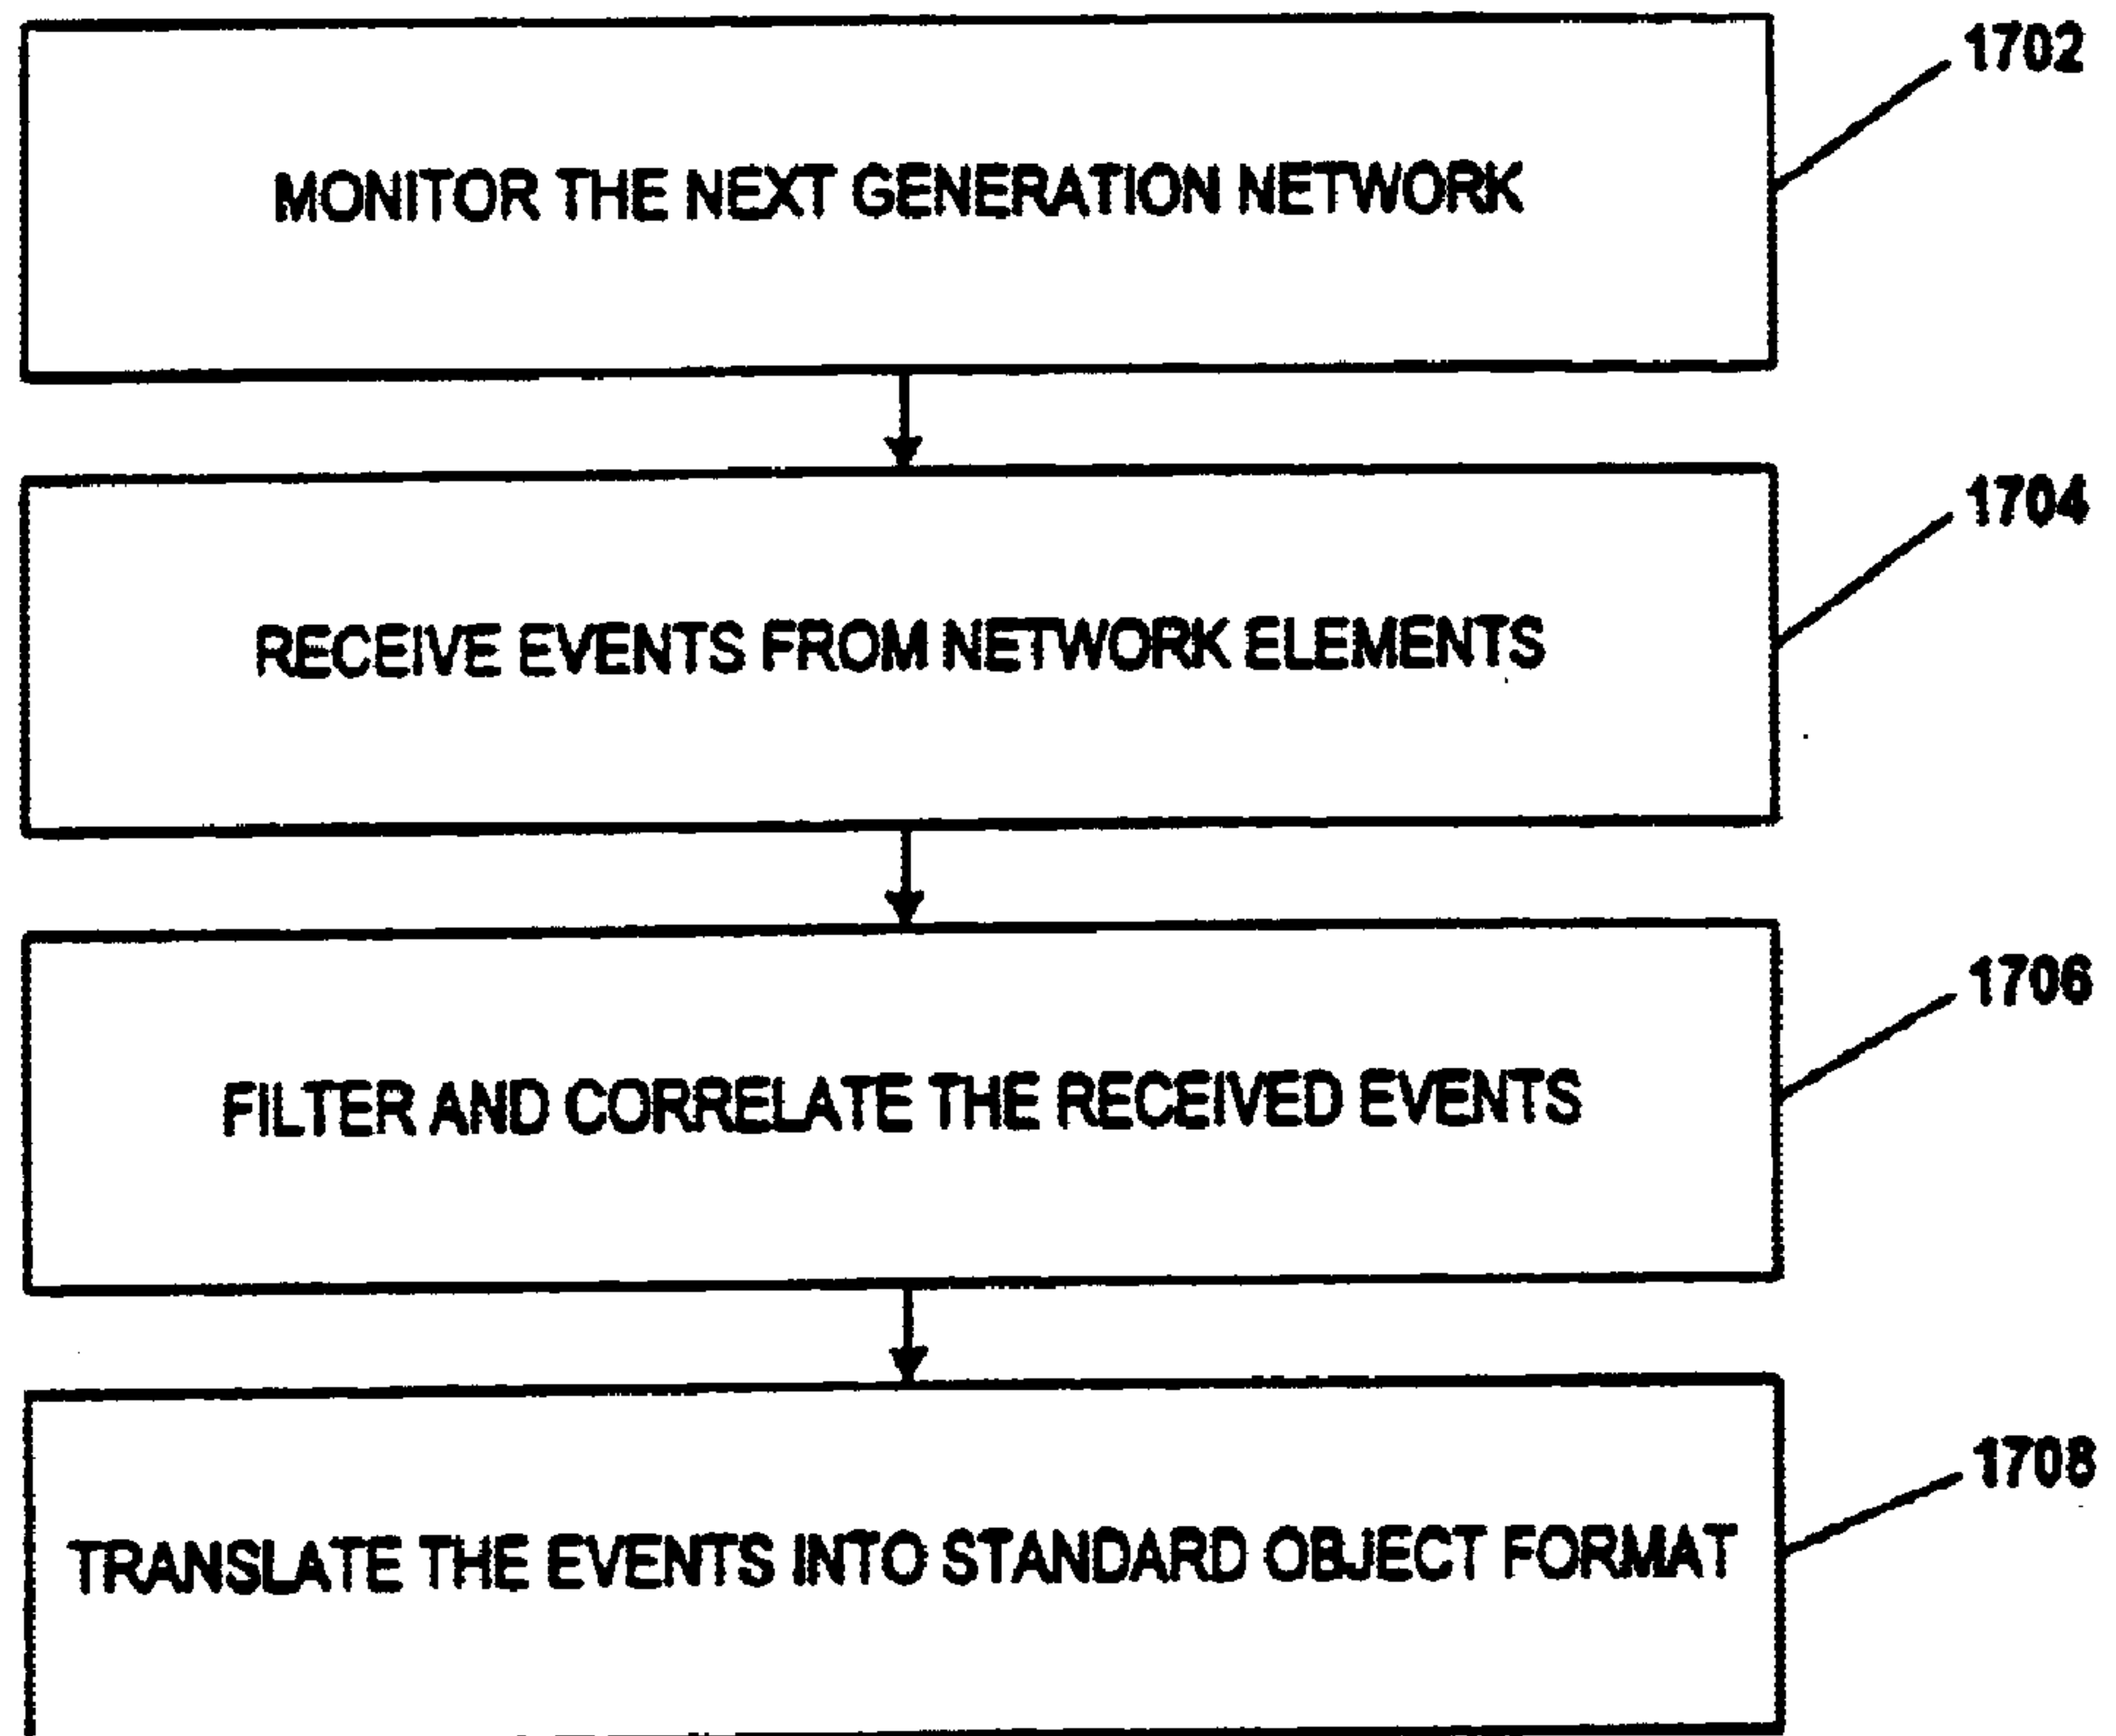 1702
MONITOR THE NEXT GENERATION NETWORK
1704
RECEIVE EVENTS FROM NETWORK ELEMENTS
1706
FILTER AND CORRELATE THE RECEIVED EVENTS
1708
TRANSLATE THE EVENTS INTO STANDARD OBJECT FORMAT